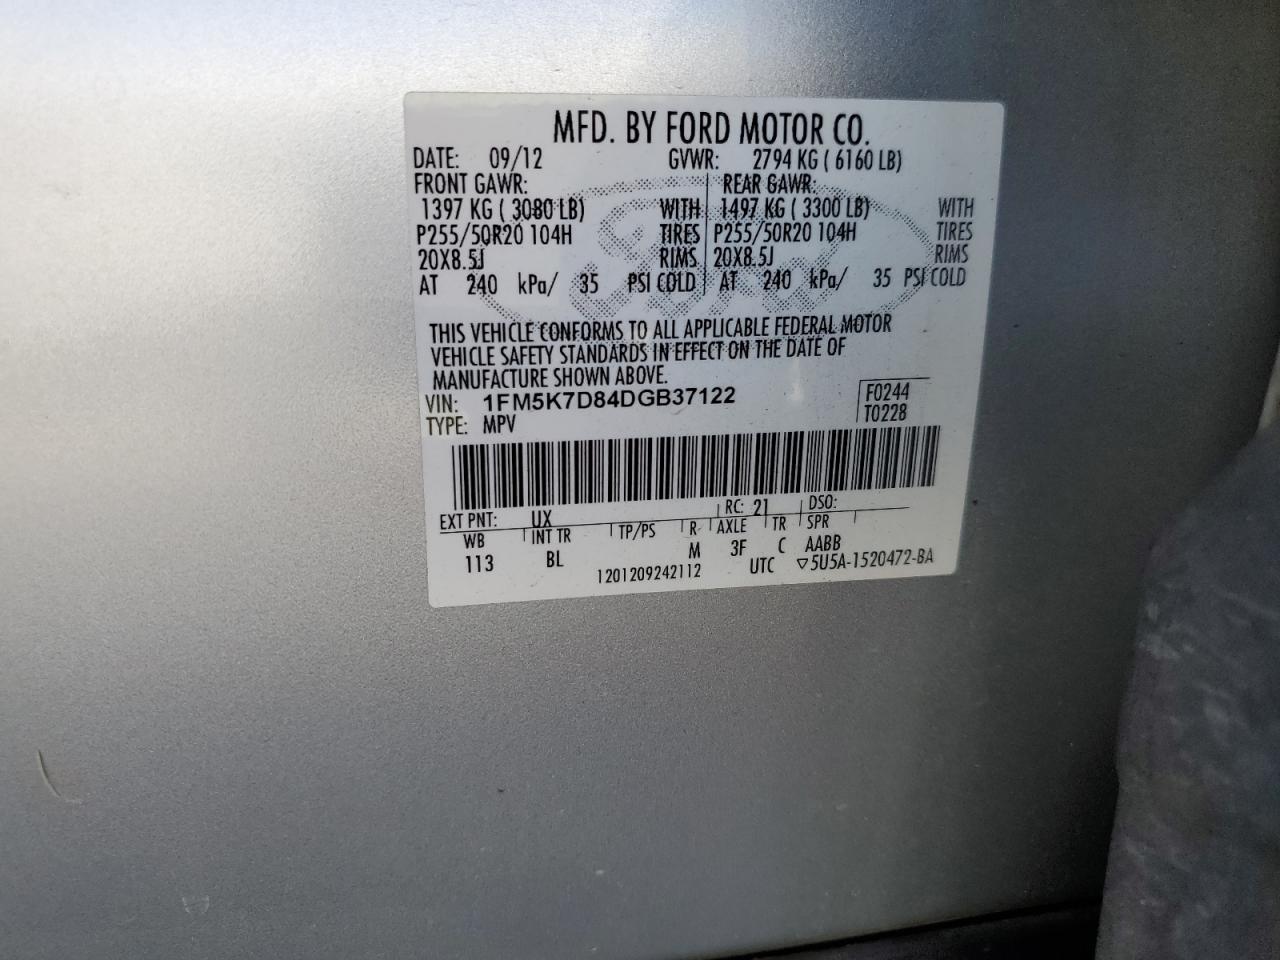 MFD. BY FORD MOTOR CO.
DATE: 09/12 GVWR: 2794 KG ( 6160 LB)
FRONT GAWR: REAR GAWR:
1397 KG ( 3080 LB) WITH 1497 KG ( 3300 LB) WITH
P255/50R20 104H TIRES P255/50R20 104H TIRES
20X8.5J RIMS 20X8.5J RIMS
AT 240 kPa/ 35 PSI COLD AT 240 kPa/ 35 PSI COLD
THIS VEHICLE CONFORMS TO ALL APPLICABLE FEDERAL MOTOR
VEHICLE SAFETY STANDARDS IN EFFECT ON THE DATE OF
MANUFACTURE SHOWN ABOVE.
VIN: 1FM5K7D84DGB37122 F0244
TYPE: MPV T0228
EXT PNT: UX RC: 21 DSO:
WB INT TR TP/PS R AXLE TR SPR
113 BL M 3F C AABB
1201209242112 UTC ▽5U5A-1520472-BA
Ford